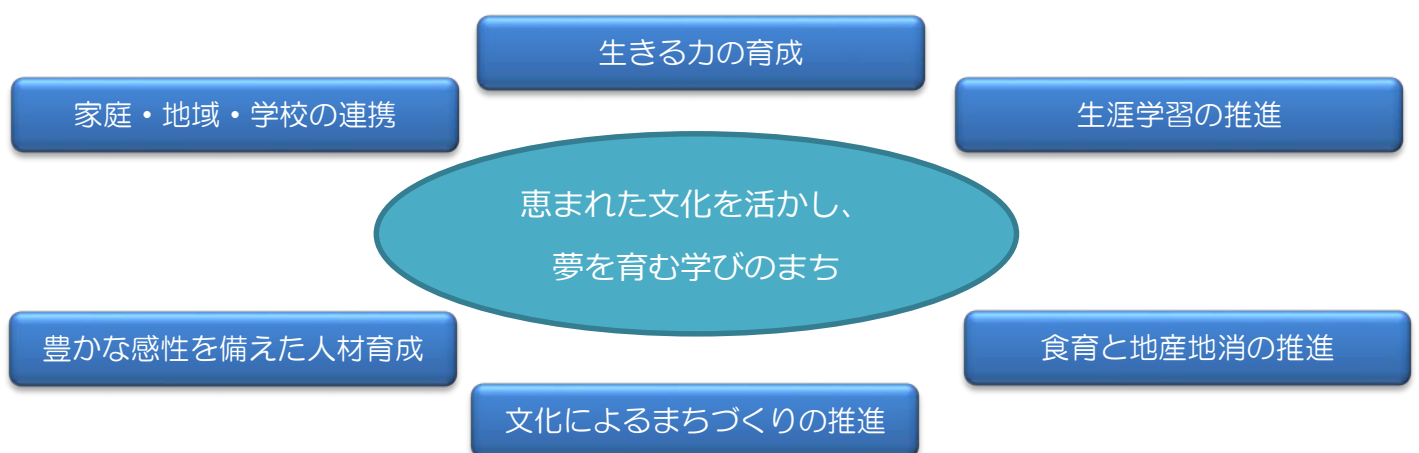 生きる力の育成
家庭・地域・学校の連携
生涯学習の推進
恵まれた文化を活かし、
夢を育む学びのまち
豊かな感性を備えた人材育成
食育と地産地消の推進
文化によるまちづくりの推進